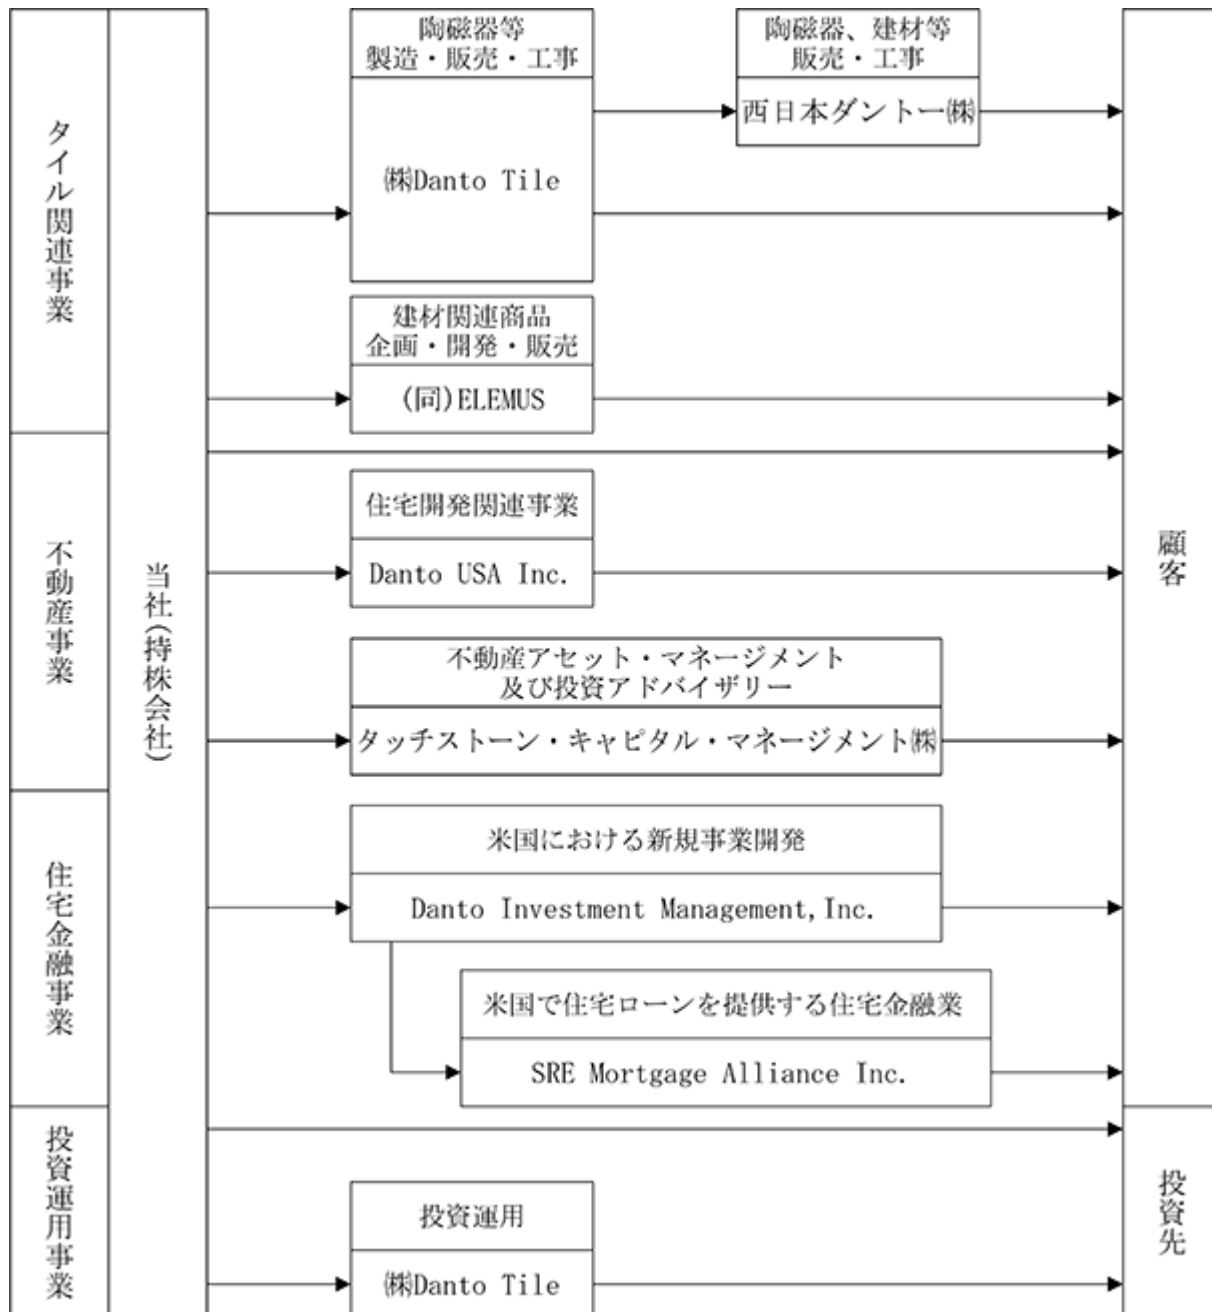 陶磁器等
製造・販売・工事
㈱Danto Tile
陶磁器、建材等
販売・工事
西日本ダントー㈱
タイル関連事業
建材関連商品
企画・開発・販売
(同)ELEMUS
不動産事業
当社(持株会社)
住宅開発関連事業
Danto USA Inc.
顧客
不動産アセット・マネージメント
及び投資アドバイザリー
タッチストーン・キャピタル・マネージメント㈱
住宅金融事業
米国における新規事業開発
Danto Investment Management,Inc.
米国で住宅ローンを提供する住宅金融業
SRE Mortgage Alliance Inc.
投資運用事業
投資運用
㈱Danto Tile
投資先